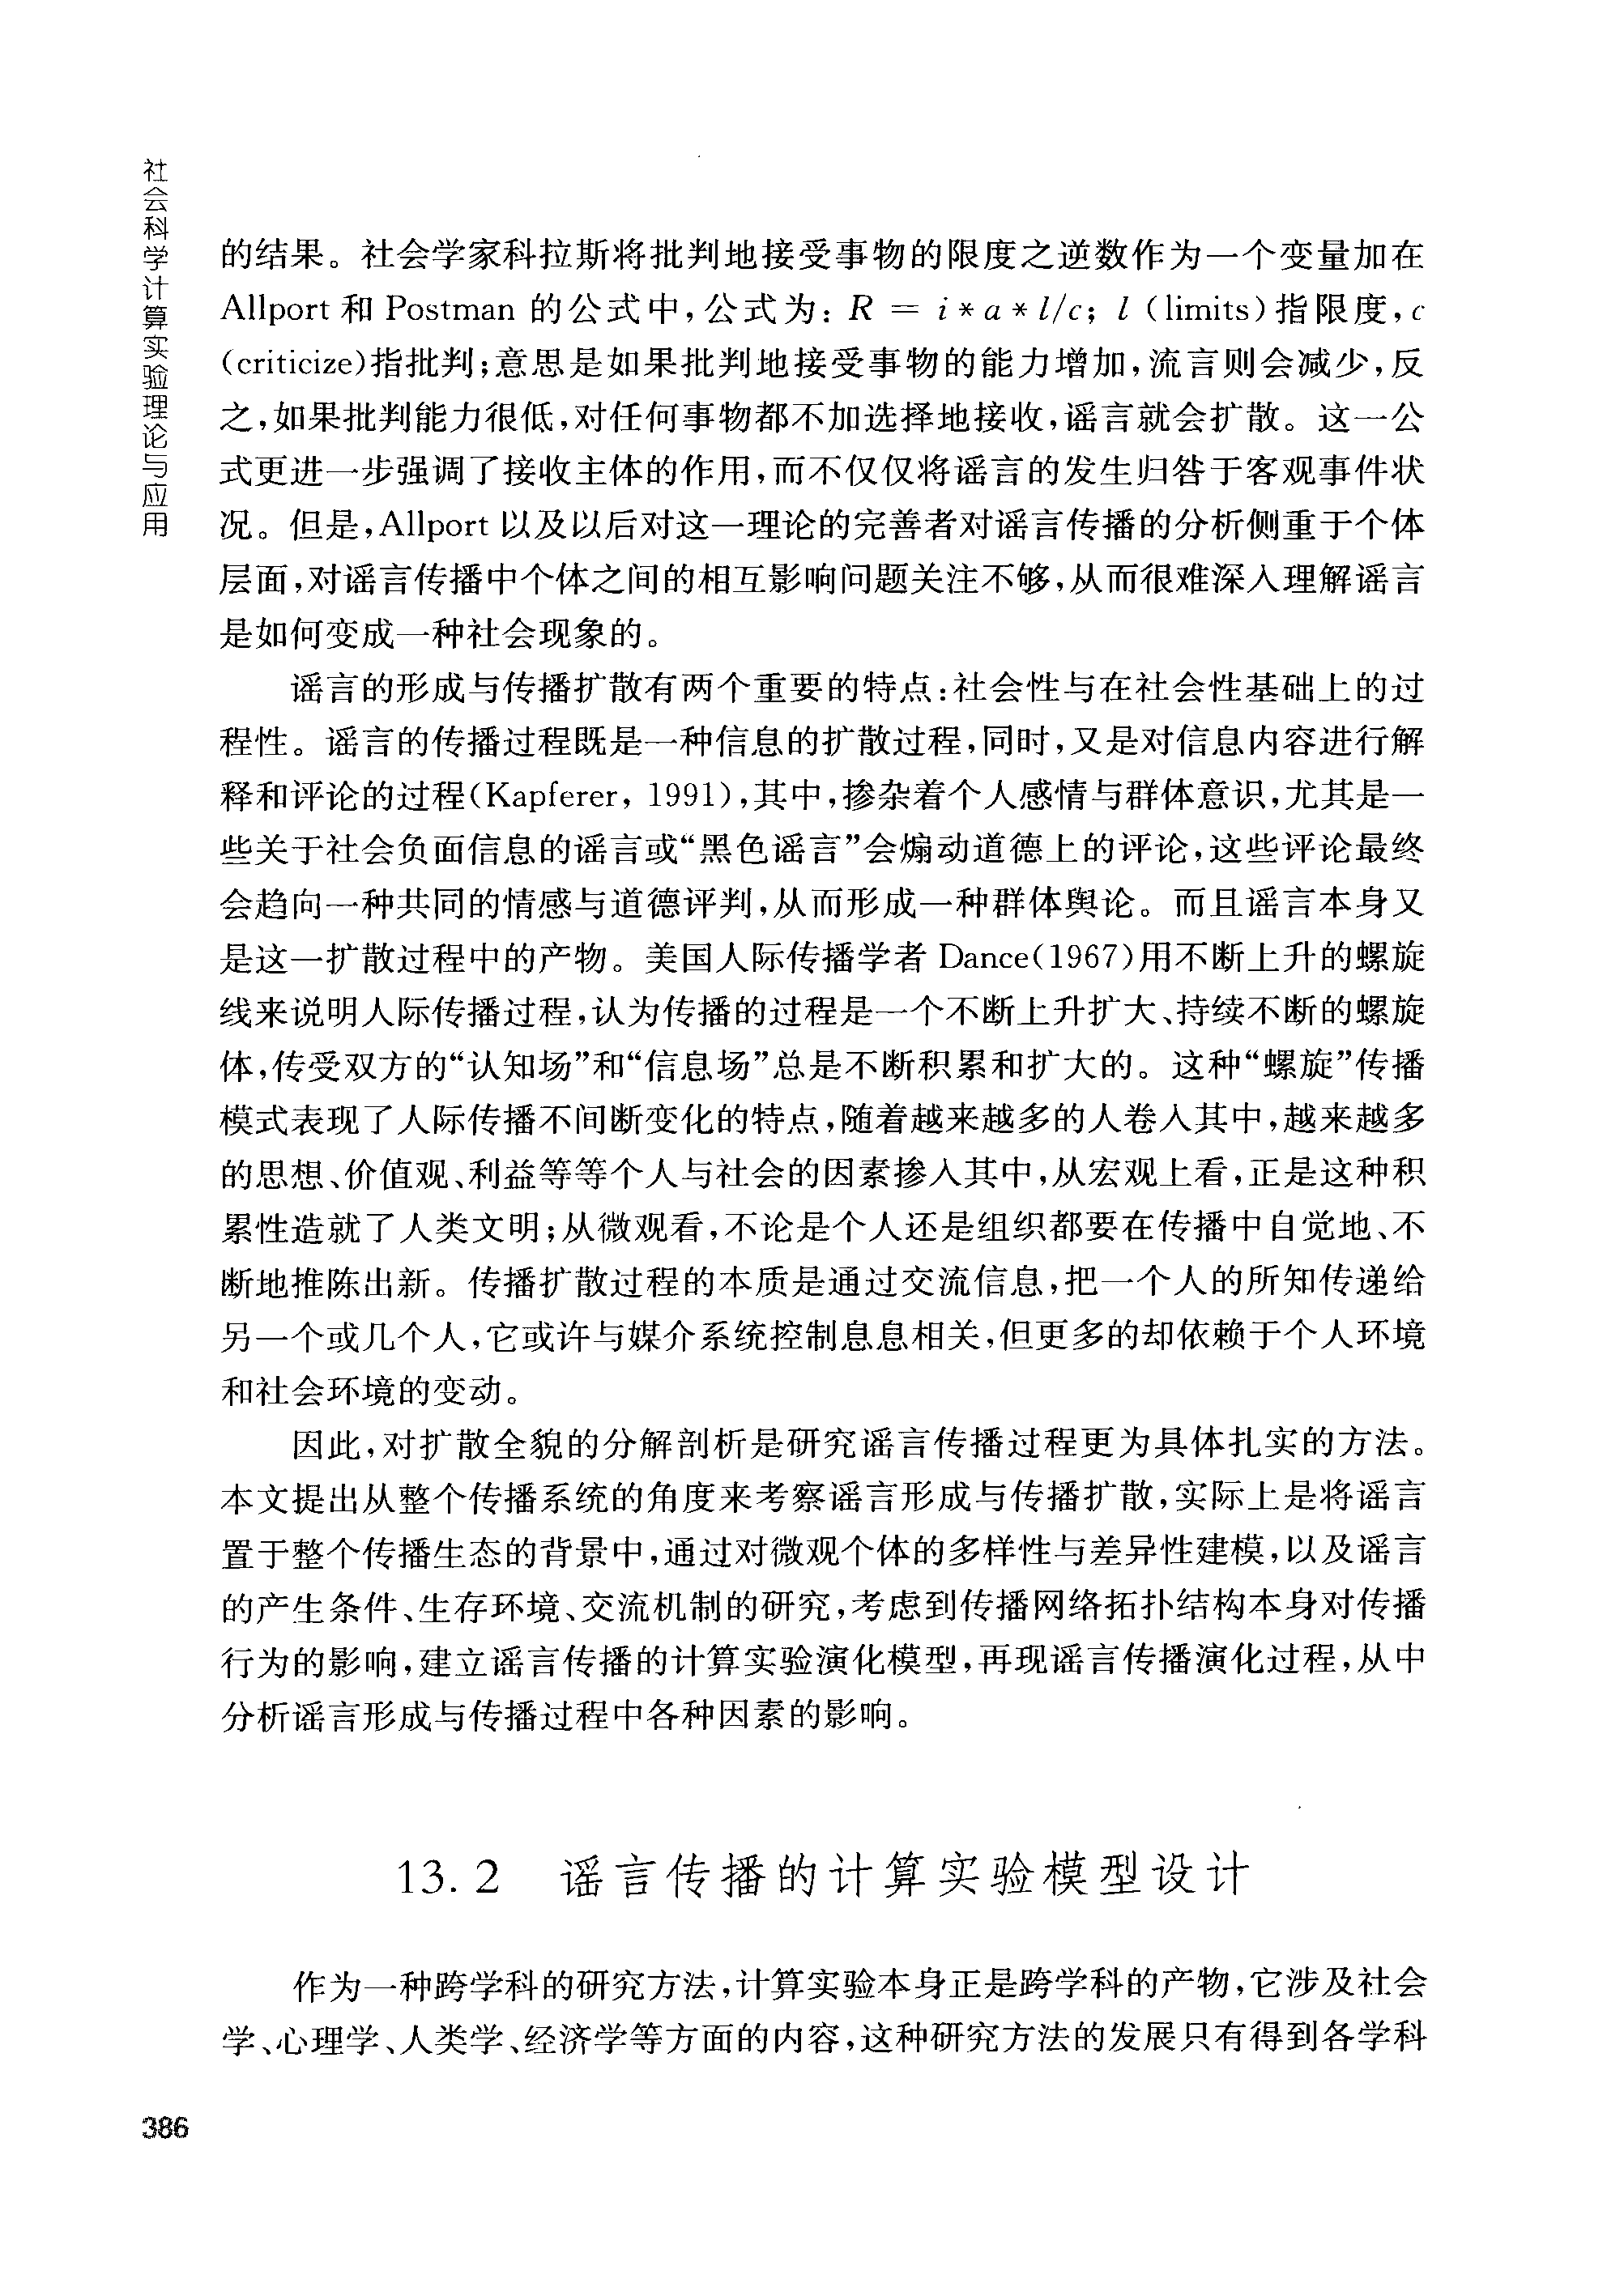 社会科学计算实验理论与应用
的结果。社会学家科拉斯将批判地接受事物的限度之逆数作为一个变量加在
Allport 和 Postman 的公式中，公式为：R = i * a * l/c；l（limits）指限度，c
（criticize）指批判；意思是如果批判地接受事物的能力增加，流言则会减少，反
之，如果批判能力很低，对任何事物都不加选择地接收，谣言就会扩散。这一公
式更进一步强调了接收主体的作用，而不仅仅将谣言的发生归咎于客观事件状
况。但是，Allport 以及以后对这一理论的完善者对谣言传播的分析侧重于个体
层面，对谣言传播中个体之间的相互影响问题关注不够，从而很难深入理解谣言
是如何变成一种社会现象的。
谣言的形成与传播扩散有两个重要的特点：社会性与在社会性基础上的过
程性。谣言的传播过程既是一种信息的扩散过程，同时，又是对信息内容进行解
释和评论的过程（Kapferer，1991），其中，掺杂着个人感情与群体意识，尤其是一
些关于社会负面信息的谣言或“黑色谣言”会煽动道德上的评论，这些评论最终
会趋向一种共同的情感与道德评判，从而形成一种群体舆论。而且谣言本身又
是这一扩散过程中的产物。美国人际传播学者 Dance（1967）用不断上升的螺旋
线来说明人际传播过程，认为传播的过程是一个不断上升扩大、持续不断的螺旋
体，传受双方的“认知场”和“信息场”总是不断积累和扩大的。这种“螺旋”传播
模式表现了人际传播不间断变化的特点，随着越来越多的人卷入其中，越来越多
的思想、价值观、利益等等个人与社会的因素掺入其中，从宏观上看，正是这种积
累性造就了人类文明；从微观看，不论是个人还是组织都要在传播中自觉地、不
断地推陈出新。传播扩散过程的本质是通过交流信息，把一个人的所知传递给
另一个或几个人，它或许与媒介系统控制息息相关，但更多的却依赖于个人环境
和社会环境的变动。
因此，对扩散全貌的分解剖析是研究谣言传播过程更为具体扎实的方法。
本文提出从整个传播系统的角度来考察谣言形成与传播扩散，实际上是将谣言
置于整个传播生态的背景中，通过对微观个体的多样性与差异性建模，以及谣言
的产生条件、生存环境、交流机制的研究，考虑到传播网络拓扑结构本身对传播
行为的影响，建立谣言传播的计算实验演化模型，再现谣言传播演化过程，从中
分析谣言形成与传播过程中各种因素的影响。
13.2 谣言传播的计算实验模型设计
作为一种跨学科的研究方法，计算实验本身正是跨学科的产物，它涉及社会
学、心理学、人类学、经济学等方面的内容，这种研究方法的发展只有得到各学科
386